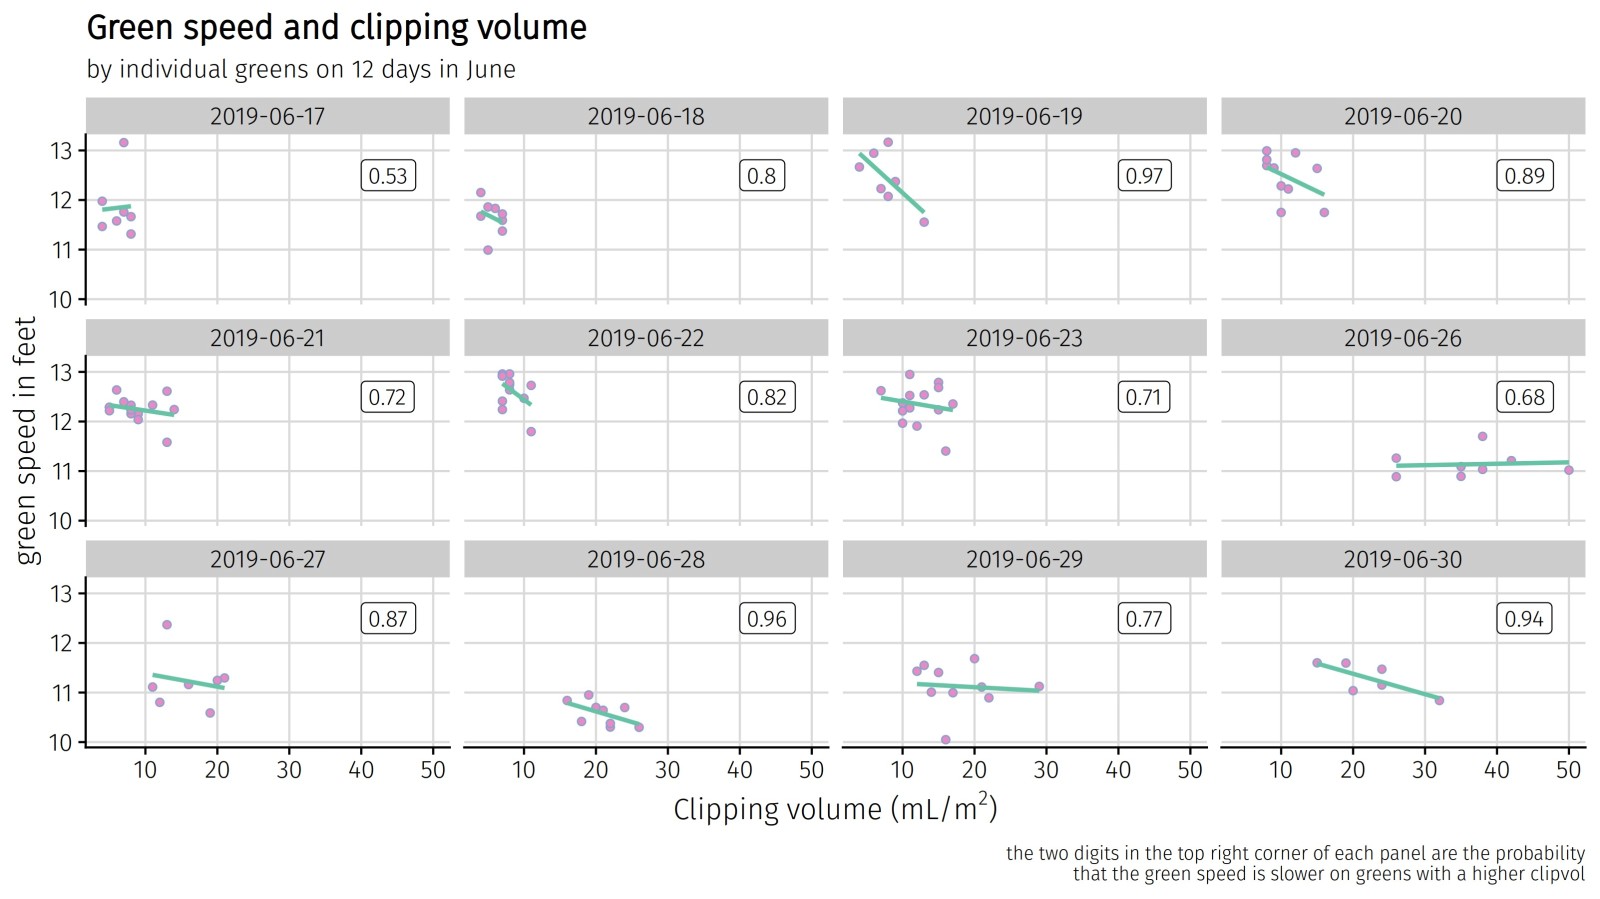 Green speed and clipping volume
by individual greens on 12 days in June
2019-06-17 2019-06-18 2019-06-19 2019-06-20
13
12
11
10
0.53 0.8 0.97 0.89
2019-06-21 2019-06-22 2019-06-23 2019-06-26
13
12
11
10
0.72 0.82 0.71 0.68
2019-06-27 2019-06-28 2019-06-29 2019-06-30
13
12
11
10
0.87 0.96 0.77 0.94
green speed in feet
10 20 30 40 50 10 20 30 40 50 10 20 30 40 50 10 20 30 40 50
Clipping volume (mL/m²)
the two digits in the top right corner of each panel are the probability
that the green speed is slower on greens with a higher clipvol